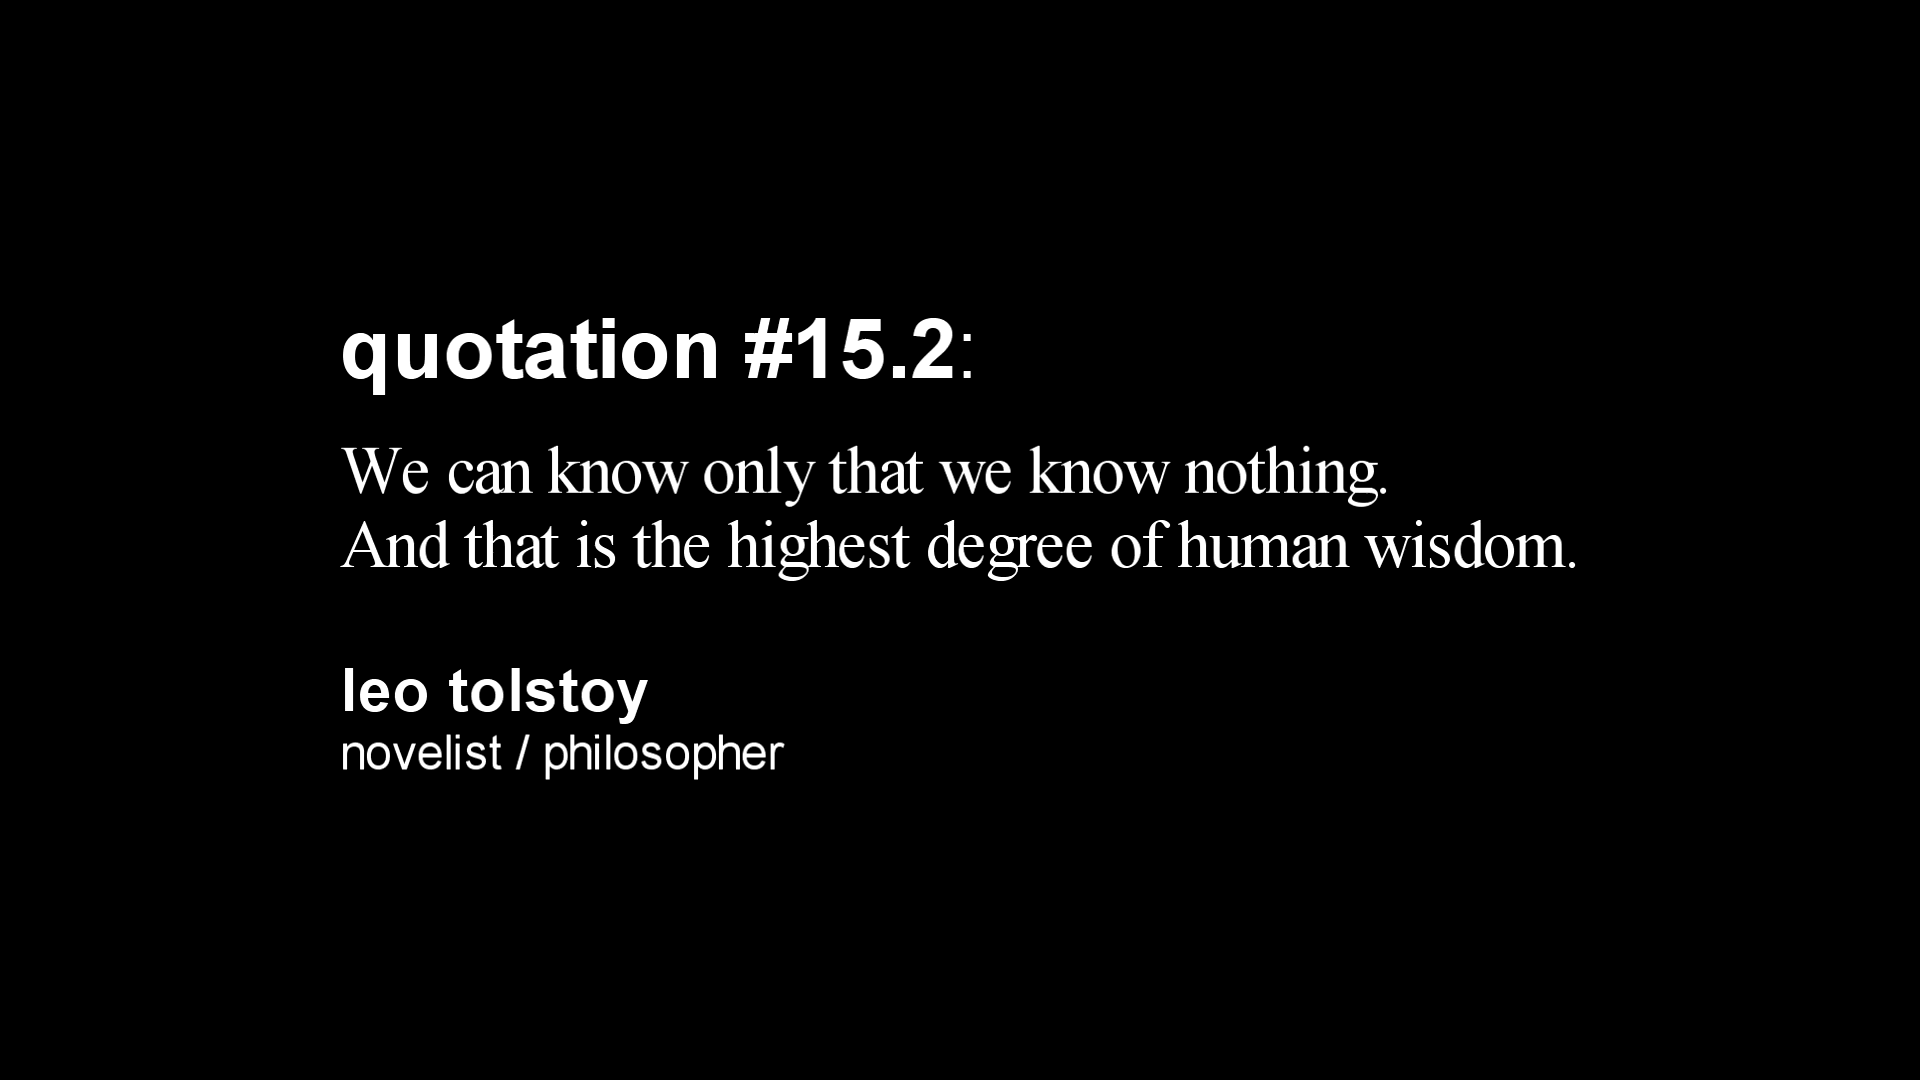 quotation #15.2:
We can know only that we know nothing.
And that is the highest degree of human wisdom.
leo tolstoy
novelist / philosopher